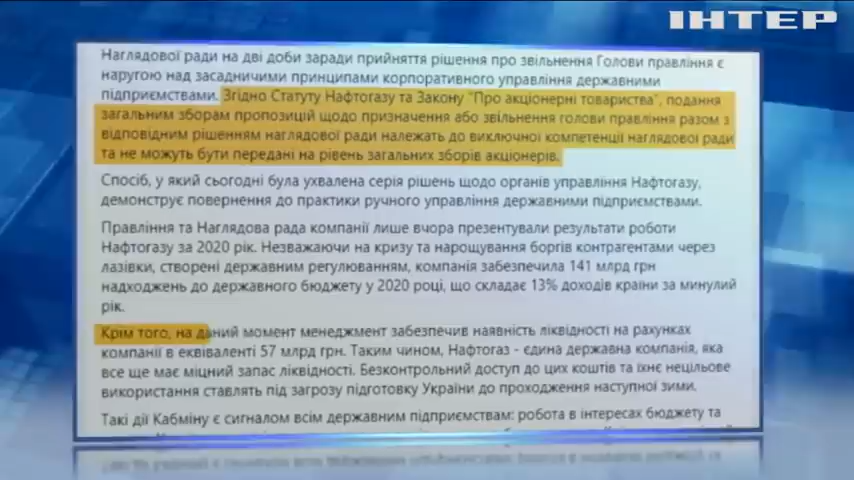 ІНТЕР
Наглядової ради на дві доби заради прийняття рішення про звільнення Голови правління є
наругою над засадничими принципами корпоративного управління державними
підприємствами. Згідно Статуту Нафтогазу та Закону "Про акціонерні товариства", подання
загальним зборам пропозицій щодо призначення або звільнення голови правління разом з
відповідним рішенням наглядової ради належать до виключної компетенції наглядової ради
та не можуть бути передані на рівень загальних зборів акціонерів.
Спосіб, у який сьогодні була ухвалена серія рішень щодо органів управління Нафтогазу,
демонструє повернення до практики ручного управління державними підприємствами.
Правління та Наглядова рада компанії лише вчора презентували результати роботи
Нафтогазу за 2020 рік. Незважаючи на кризу та нарощування боргів контрагентами через
лазівки, створені державним регулюванням, компанія забезпечила 141 млрд грн
надходжень до державного бюджету у 2020 році, що складає 13% доходів країни за минулий
рік.
Крім того, на даний момент менеджмент забезпечив наявність ліквідності на рахунках
компанії в еквіваленті 57 млрд грн. Таким чином, Нафтогаз - єдина державна компанія, яка
все ще має міцний запас ліквідності. Безконтрольний доступ до цих коштів та їхнє нецільове
використання ставлять під загрозу підготовку України до проходження наступної зими.
Такі дії Кабміну є сигналом всім державним підприємствам: робота в інтересах бюджету та